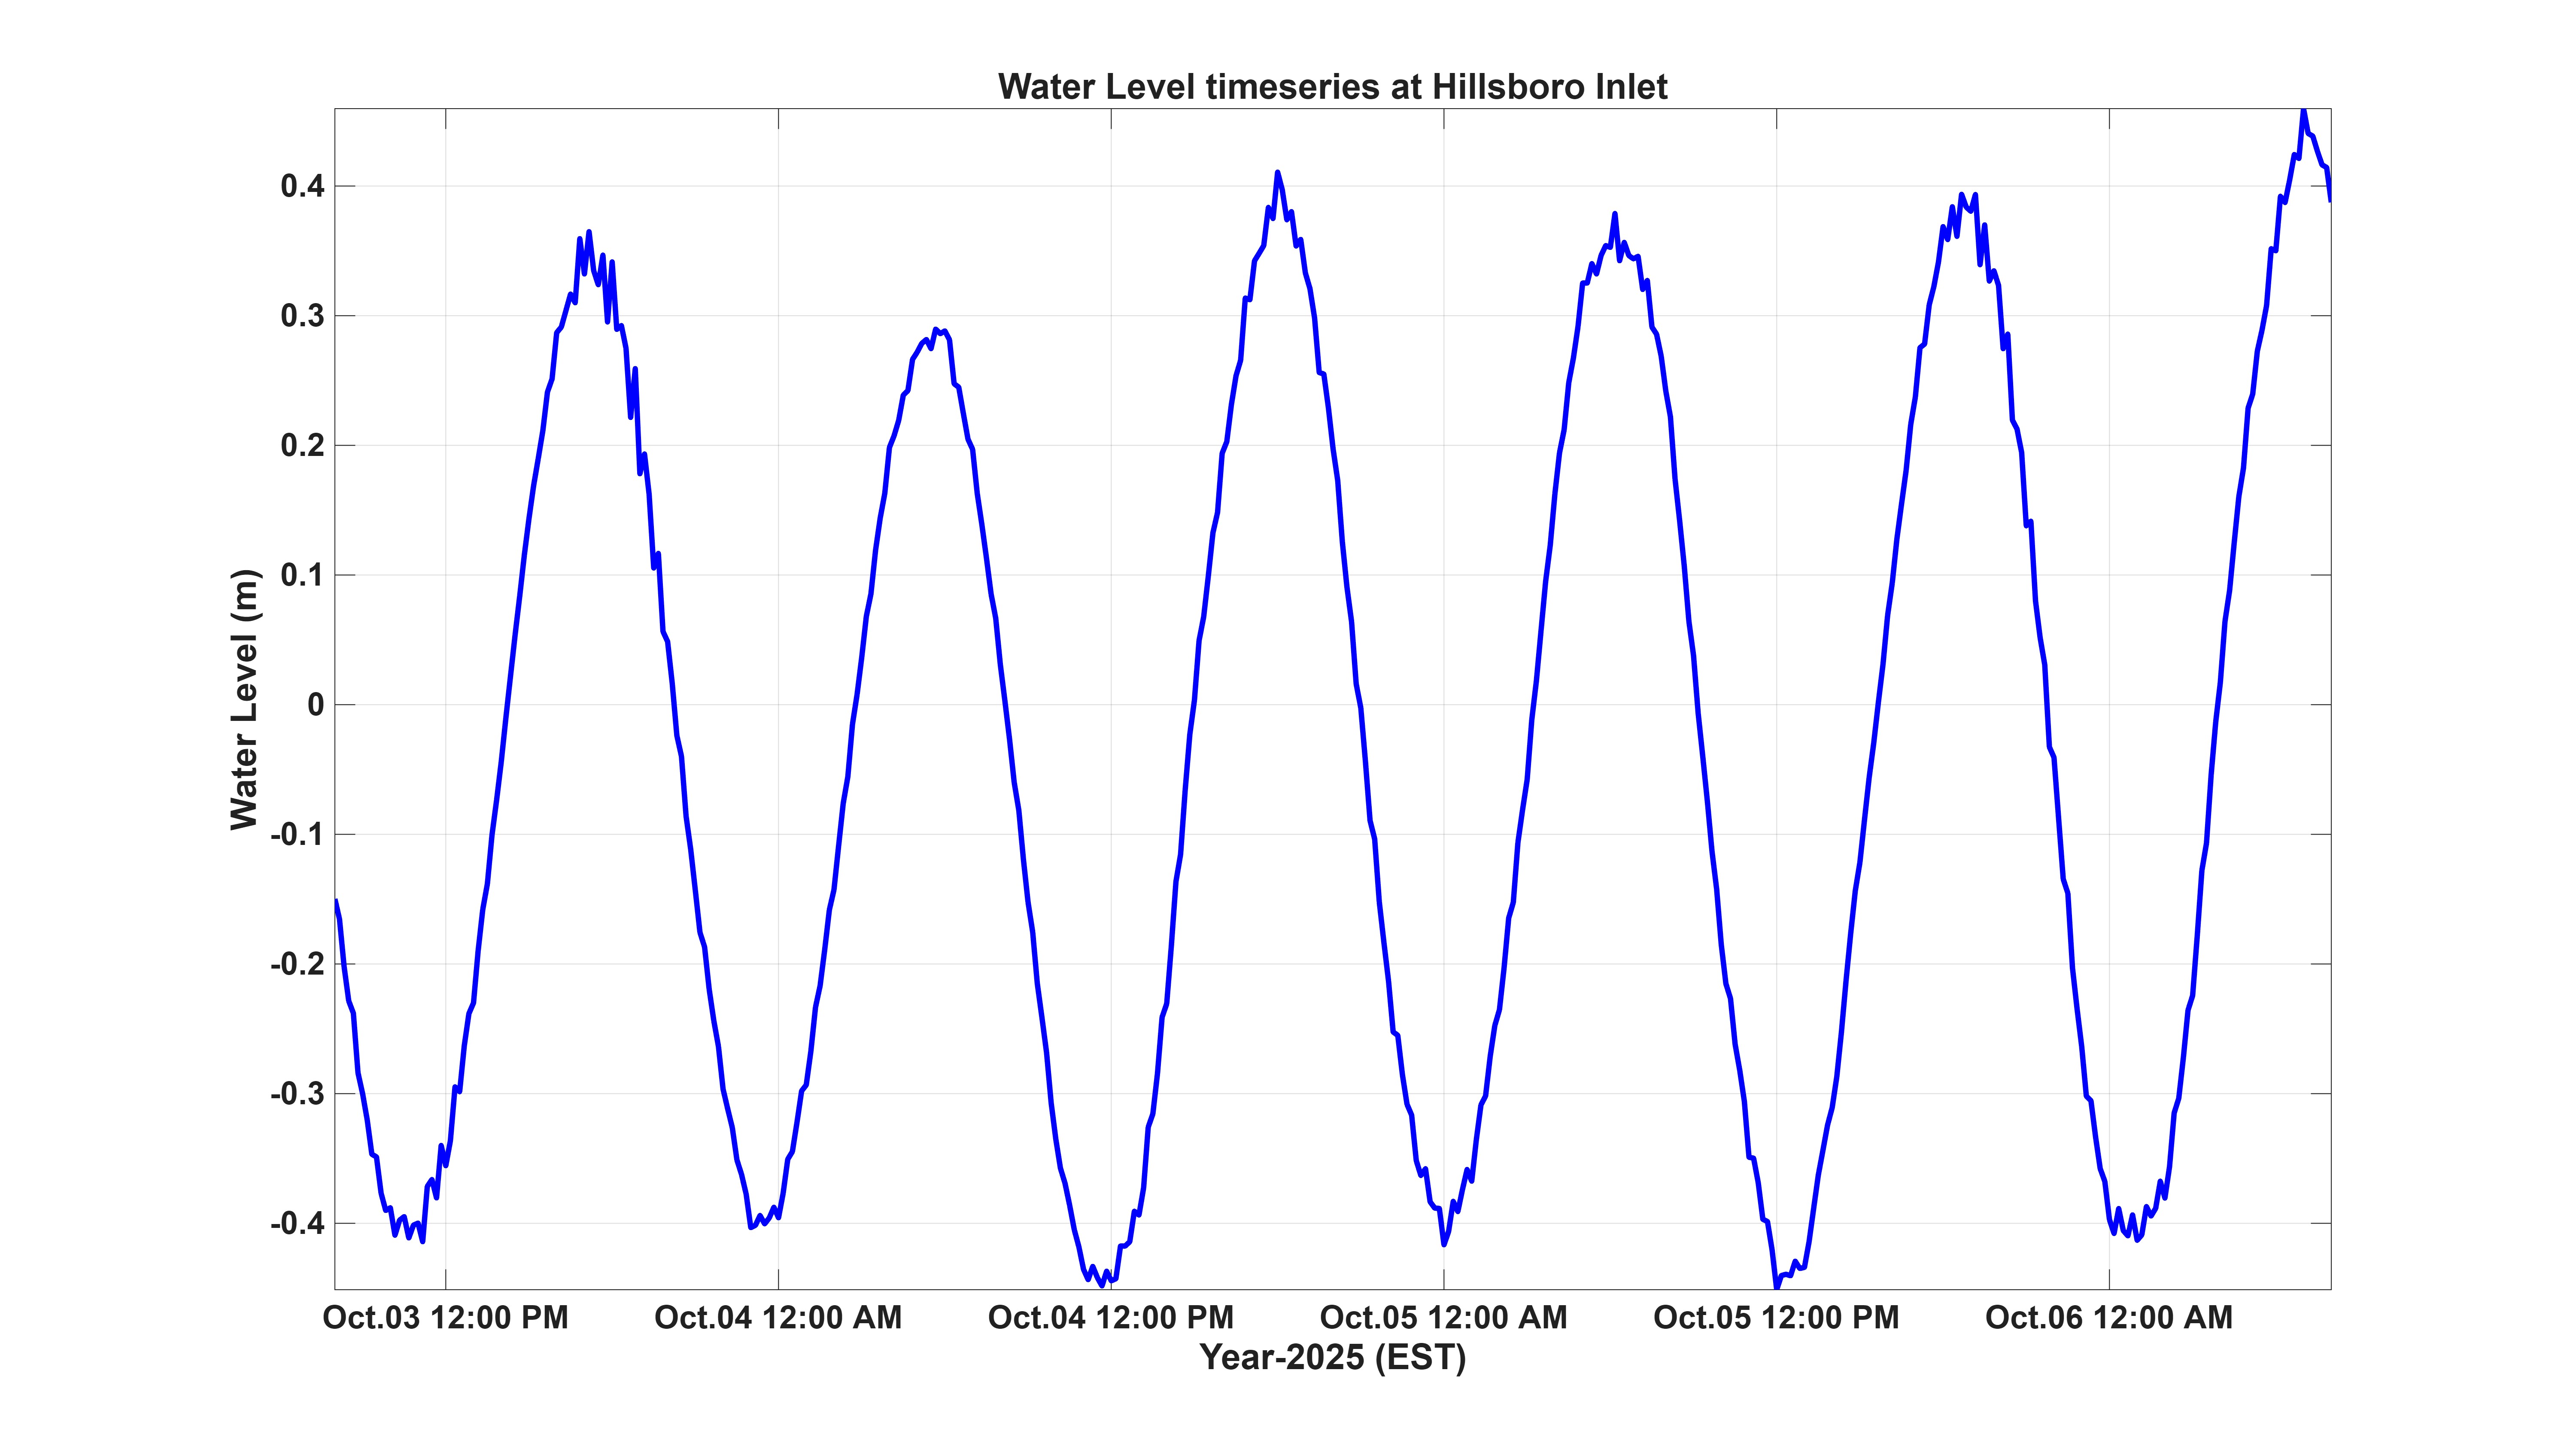 Water Level timeseries at Hillsboro Inlet
0.4
0.3
0.2
0.1
0
-0.1
-0.2
-0.3
-0.4
Water Level (m)
Oct.03 12:00 PM Oct.04 12:00 AM Oct.04 12:00 PM Oct.05 12:00 AM Oct.05 12:00 PM Oct.06 12:00 AM
Year-2025 (EST)